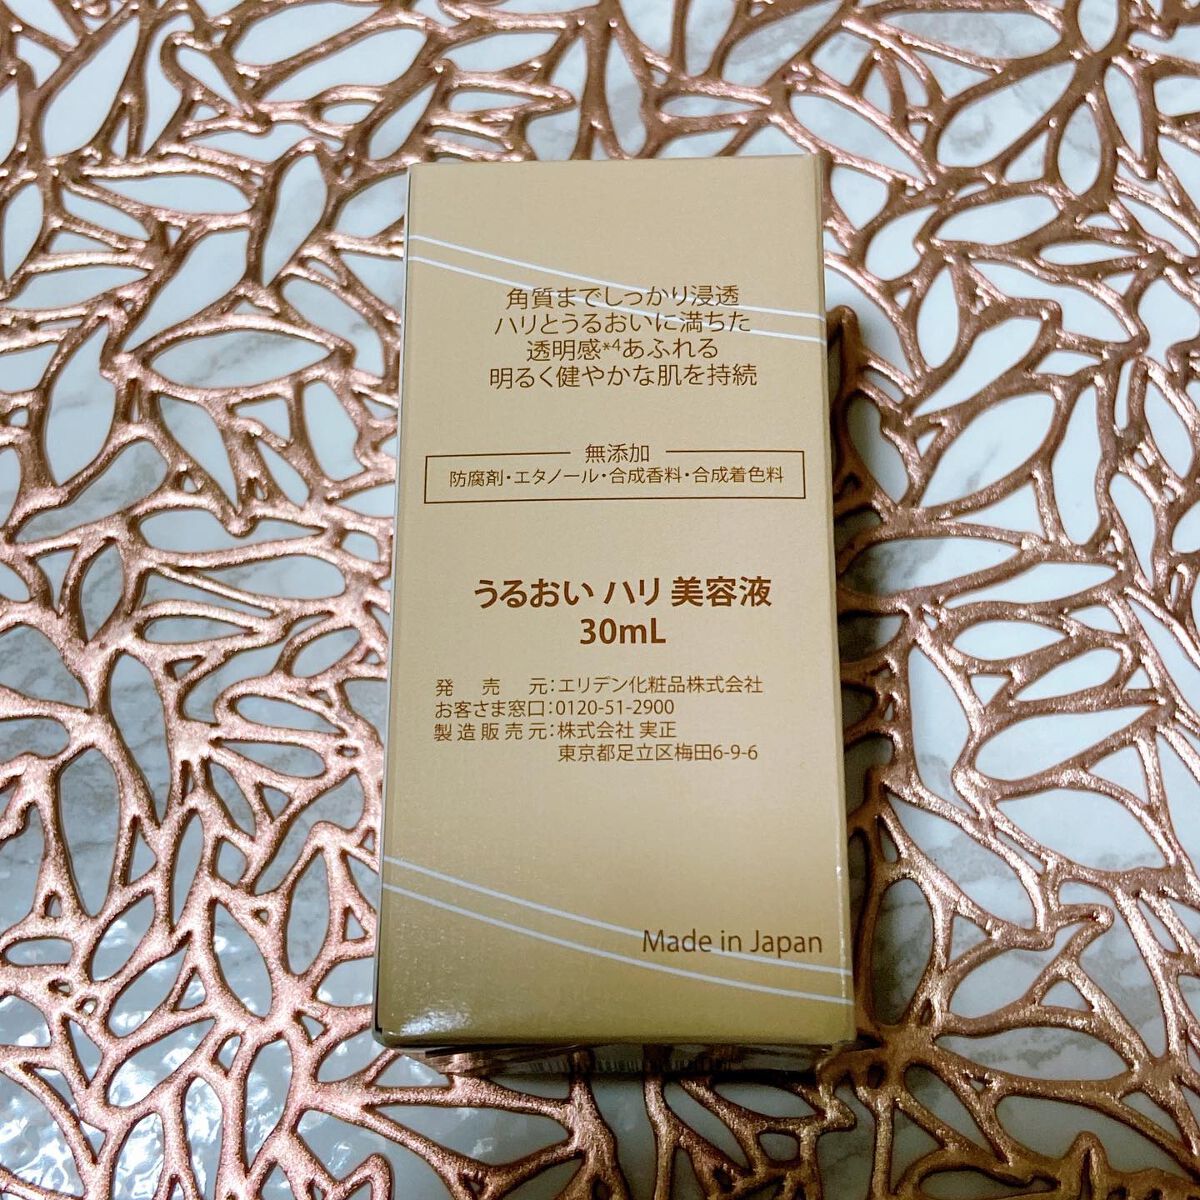 角質までしっかり浸透
ハリとうるおいに満ちた
透明感*4あふれる
明るく健やかな肌を持続
無添加
防腐剤・エタノール・合成香料・合成着色料
うるおい ハリ 美容液
30mL
発売元:エリデン化粧品株式会社
お客さま窓口:0120-51-2900
製造販売元:株式会社 実正
東京都足立区梅田6-9-6
Made in Japan